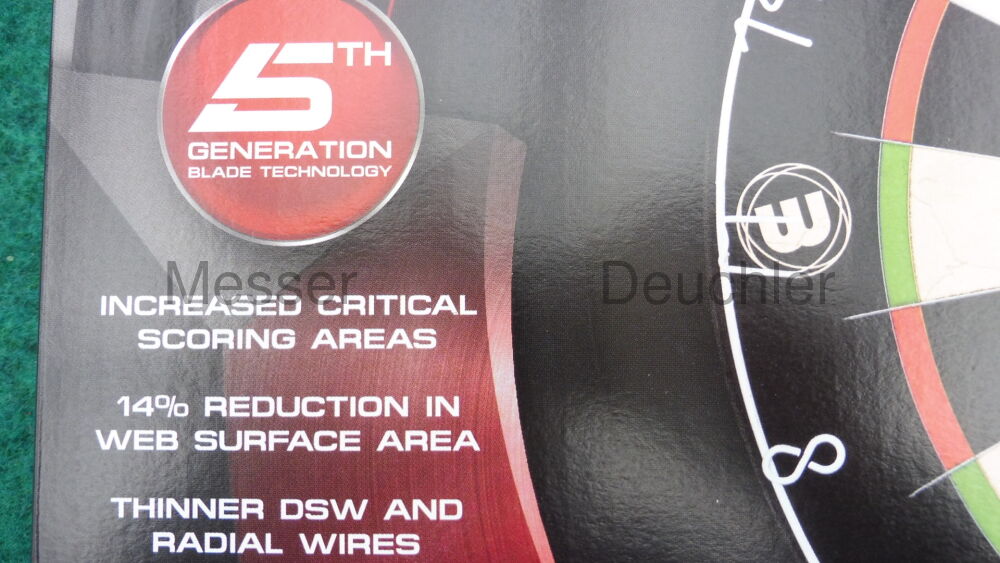 5TH
GENERATION
BLADE TECHNOLOGY
Messer Deuchler
INCREASED CRITICAL
SCORING AREAS
14% REDUCTION IN
WEB SURFACE AREA
THINNER DSW AND
RADIAL WIRES
W
8